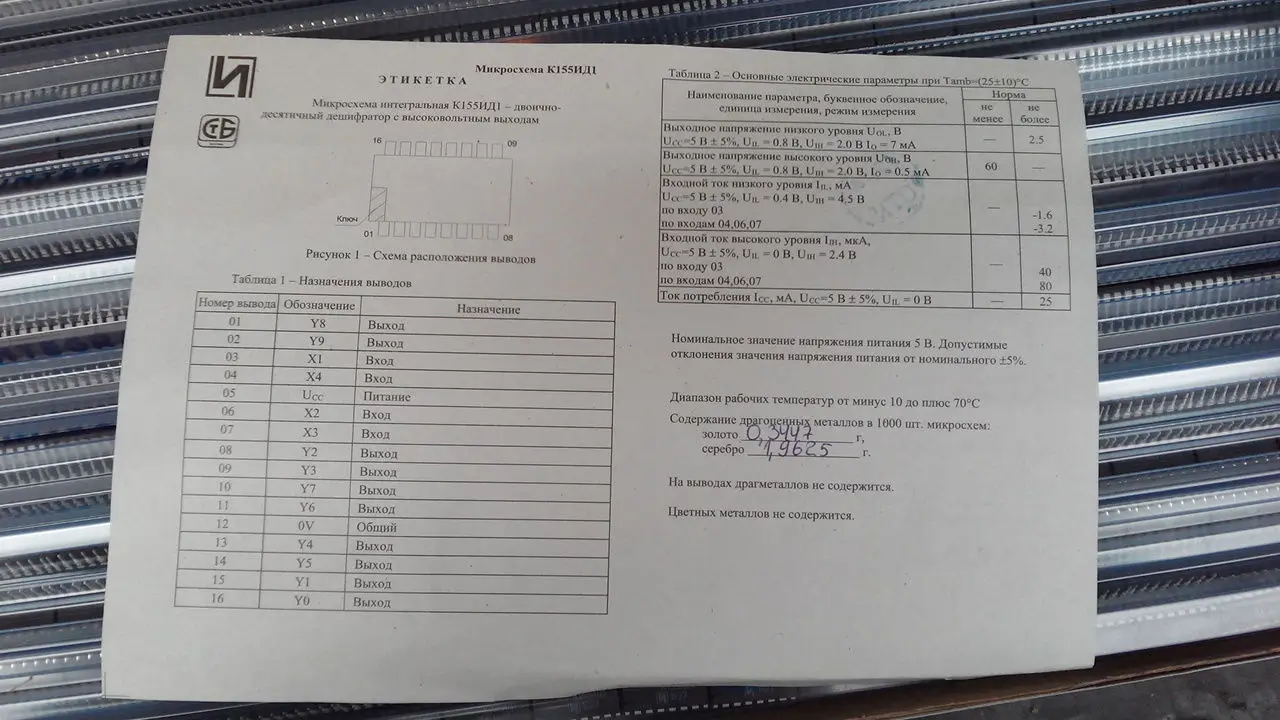 И
СТБ
Микросхема К155ИД1
ЭТИКЕТКА
Микросхема интегральная К155ИД1 – двоично-
десятичный дешифратор с высоковольтным выходам
16 09
Ключ
01 08
Рисунок 1 – Схема расположения выводов
Таблица 1 – Назначения выводов
Номер вывода Обозначение Назначение
01 Y8 Выход
02 Y9 Выход
03 X1 Вход
04 X4 Вход
05 UCC Питание
06 X2 Вход
07 X3 Вход
08 Y2 Выход
09 Y3 Выход
10 Y7 Выход
11 Y6 Выход
12 0V Общий
13 Y4 Выход
14 Y5 Выход
15 Y1 Выход
16 Y0 Выход
Таблица 2 – Основные электрические параметры при Tamb=(25±10)°С
Наименование параметра, буквенное обозначение,
единица измерения, режим измерения
Норма
не менее
не более
Выходное напряжение низкого уровня UOL, В
UCC=5 В ± 5%, UIL = 0.8 В, UIH = 2.0 В IO = 7 мА — 2.5
Выходное напряжение высокого уровня UOH, В
UCC=5 В ± 5%, UIL = 0.8 В, UIH = 2.0 В, IO = 0.5 мА 60 —
Входной ток низкого уровня IIL, мА
UCC=5 В ± 5%, UIL = 0.4 В, UIH = 4,5 В —
по входу 03 -1.6
по входам 04,06,07 -3.2
Входной ток высокого уровня IIH, мкА,
UCC=5 В ± 5%, UIL = 0 В, UIH = 2.4 В —
по входу 03 40
по входам 04,06,07 80
Ток потребления ICC, мА, UCC=5 В ± 5%, UIL = 0 В — 25
Номинальное значение напряжения питания 5 В. Допустимые
отклонения значения напряжения питания от номинального ±5%.
Диапазон рабочих температур от минус 10 до плюс 70°С
Содержание драгоценных металлов в 1000 шт. микросхем:
золото 0,3447 г,
серебро 1,9625 г.
На выводах драгметаллов не содержится.
Цветных металлов не содержится.